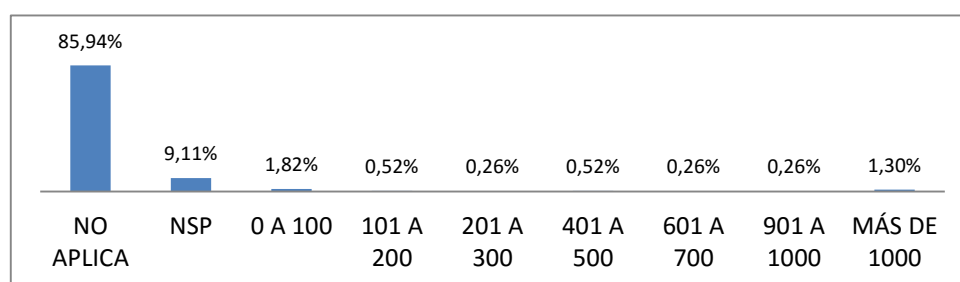 85,94%
9,11%
1,82%
0,52%
0,26%
0,52%
0,26%
0,26%
1,30%
NO APLICA
NSP
0 A 100
101 A 200
201 A 300
401 A 500
601 A 700
901 A 1000
MÁS DE 1000